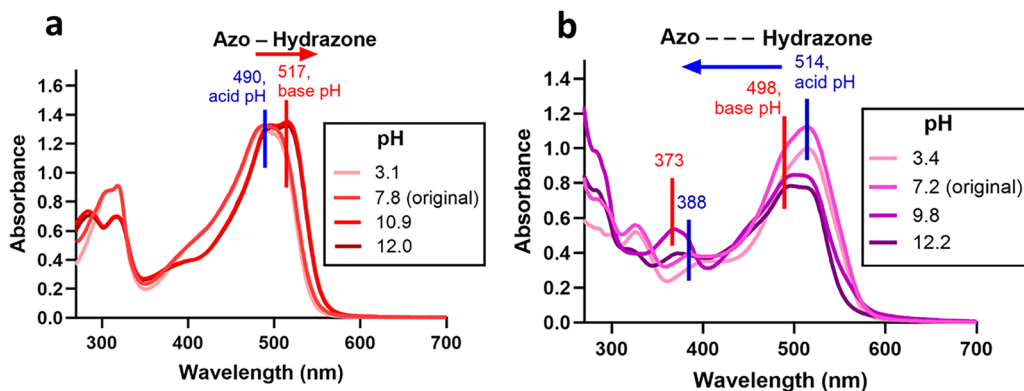 a
Azo – Hydrazone
490,
acid pH
517,
base pH
Absorbance
1.6
1.4
1.2
1.0
0.8
0.6
0.4
0.2
0.0
300
400
500
600
700
Wavelength (nm)
pH
3.1
7.8 (original)
10.9
12.0
b
Azo – – – Hydrazone
514,
acid pH
498,
base pH
373
388
Absorbance
1.4
1.2
1.0
0.8
0.6
0.4
0.2
0.0
300
400
500
600
700
Wavelength (nm)
pH
3.4
7.2 (original)
9.8
12.2